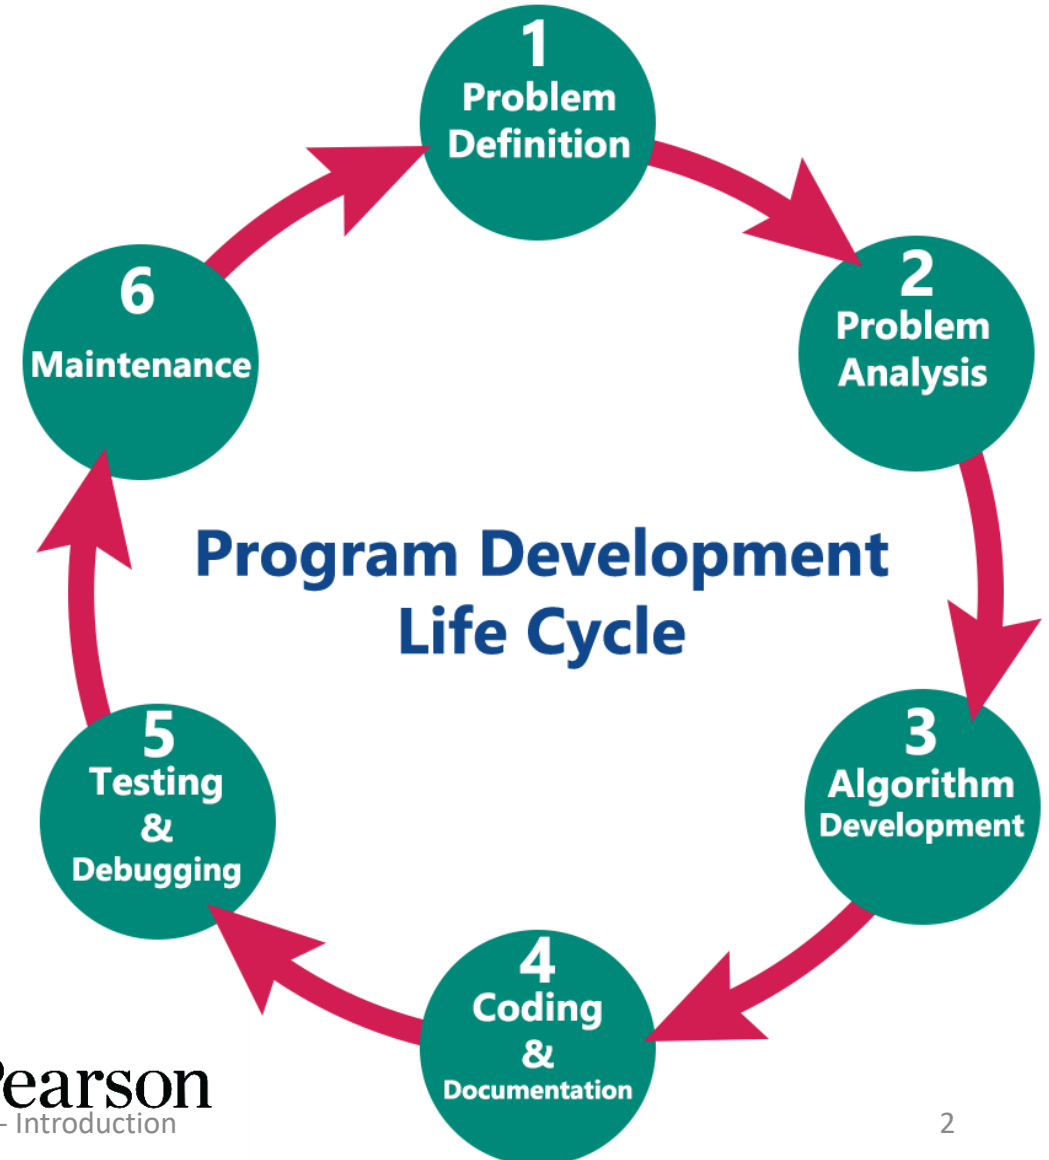 1
Problem
Definition
2
Problem
Analysis
3
Algorithm
Development
4
Coding
&
Documentation
5
Testing
&
Debugging
6
Maintenance
Program Development
Life Cycle
Pearson
- Introduction
2